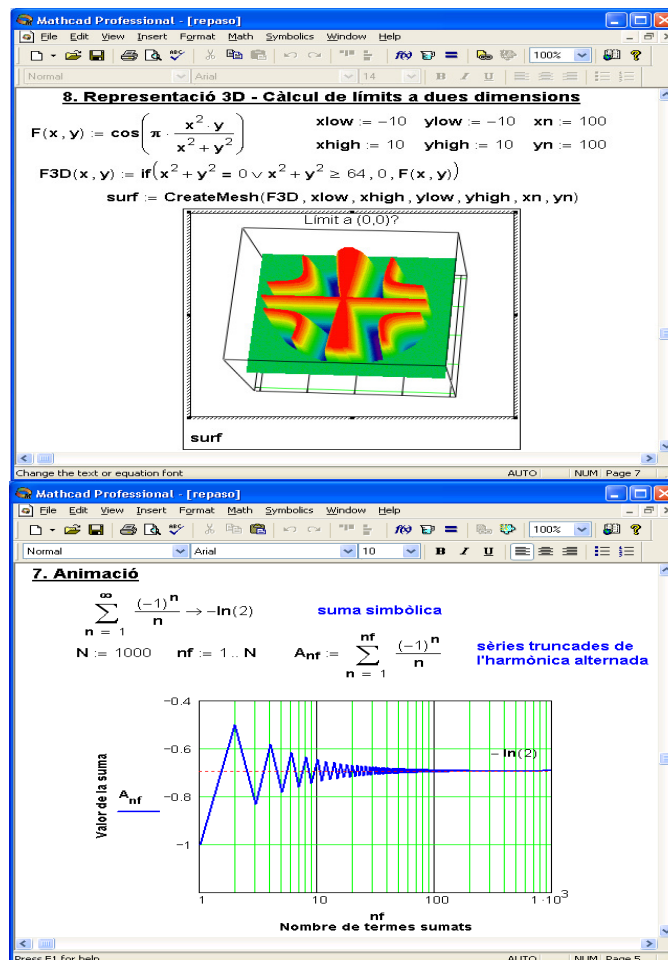 Mathcad Professional - [repaso]
File Edit View Insert Format Math Symbolics Window Help
100%
Normal Arial 14 B I U
8. Representació 3D - Càlcul de límits a dues dimensions
F(x , y) := cos(π · x² · y / x² + y²)
xlow := −10 ylow := −10 xn := 100
xhigh := 10 yhigh := 10 yn := 100
F3D(x , y) := if(x² + y² = 0 ∨ x² + y² ≥ 64 , 0 , F(x , y))
surf := CreateMesh(F3D , xlow , xhigh , ylow , yhigh , xn , yn)
Límit a (0,0)?
surf
Change the text or equation font AUTO NUM Page 7
Mathcad Professional - [repaso]
File Edit View Insert Format Math Symbolics Window Help
100%
Normal Arial 10 B I U
7. Animació
∞ ∑ n = 1 (−1)ⁿ / n → −ln(2) suma simbòlica
N := 1000 nf := 1 .. N A_nf := nf ∑ n = 1 (−1)ⁿ / n sèries truncades de l'harmònica alternada
−0.4
−0.6
−0.8
−1
− ln(2)
Valor de la suma
A_nf
1 10 100 1·10³
nf
Nombre de termes sumats
Press F1 for help. AUTO NUM Page 5